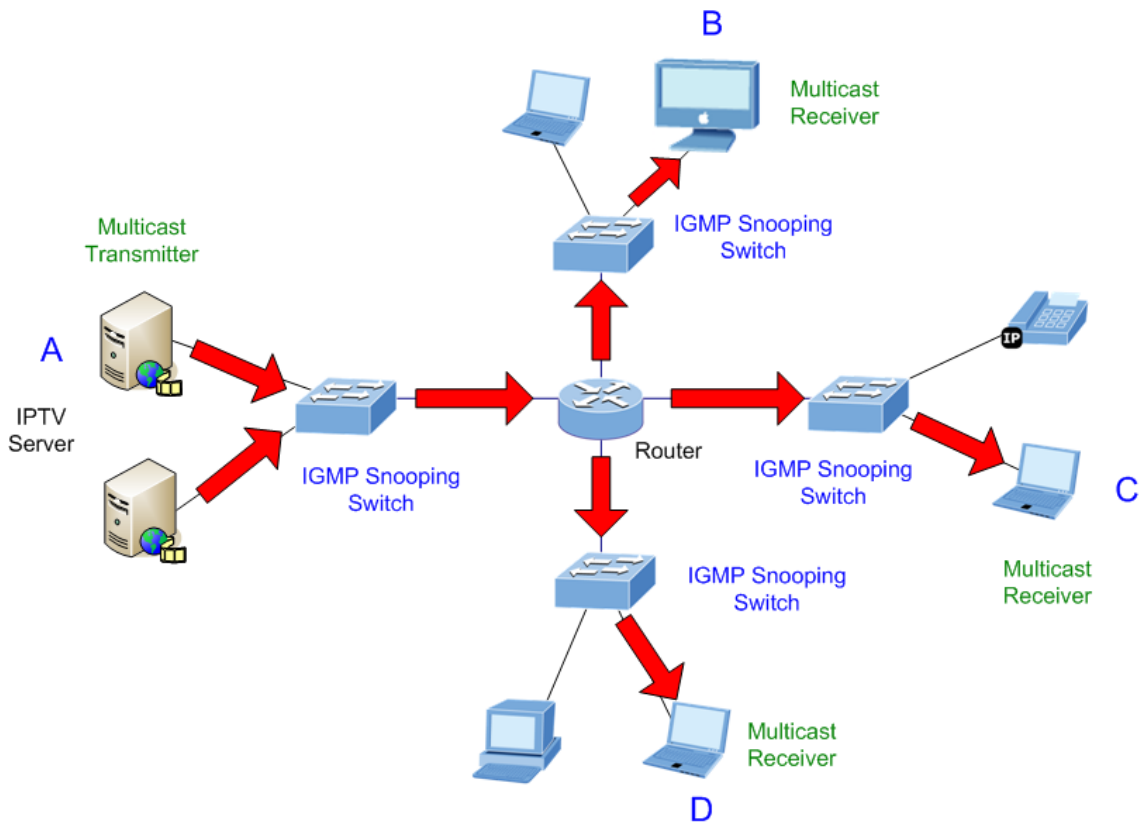 B
Multicast
Receiver
Multicast
Transmitter
IGMP Snooping
Switch
A
IP
IPTV
Server
Router
IGMP Snooping
Switch
IGMP Snooping
Switch
C
IGMP Snooping
Switch
Multicast
Receiver
Multicast
Receiver
D